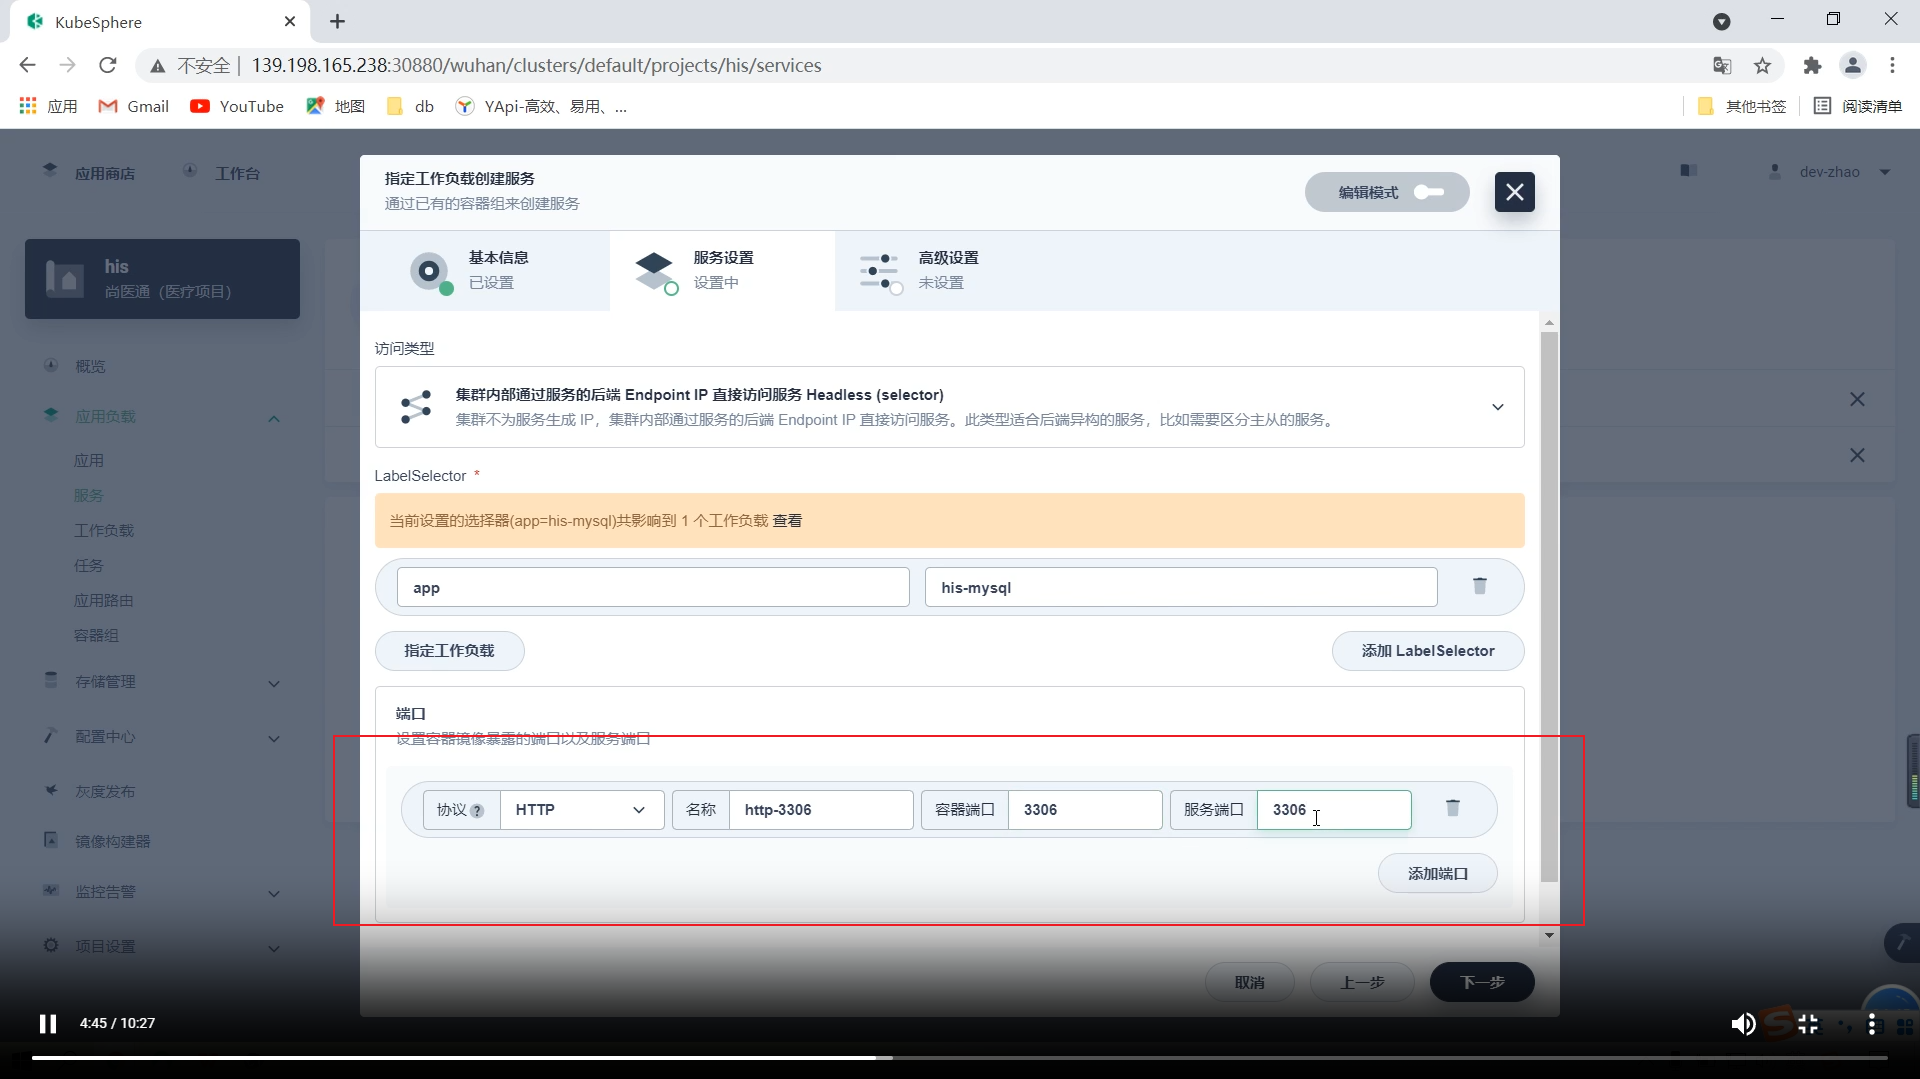 KubeSphere
不安全 | 139.198.165.238:30880/wuhan/clusters/default/projects/his/services
应用 Gmail YouTube 地图 db YApi-高效、易用、... 其他书签 阅读清单
应用商店 工作台 dev-zhao
his
尚医通（医疗项目）
概览
应用负载
应用
服务
工作负载
任务
应用路由
容器组
存储管理
配置中心
灰度发布
镜像构建器
监控告警
项目设置
指定工作负载创建服务
通过已有的容器组来创建服务
编辑模式
基本信息
已设置
服务设置
设置中
高级设置
未设置
访问类型
集群内部通过服务的后端 Endpoint IP 直接访问服务 Headless (selector)
集群不为服务生成 IP，集群内部通过服务的后端 Endpoint IP 直接访问服务。此类型适合后端异构的服务，比如需要区分主从的服务。
LabelSelector *
当前设置的选择器(app=his-mysql)共影响到 1 个工作负载 查看
app his-mysql
指定工作负载 添加 LabelSelector
端口
设置容器镜像暴露的端口以及服务端口
协议 ? HTTP 名称 http-3306 容器端口 3306 服务端口 3306
添加端口
取消 上一步 下一步
4:45 / 10:27